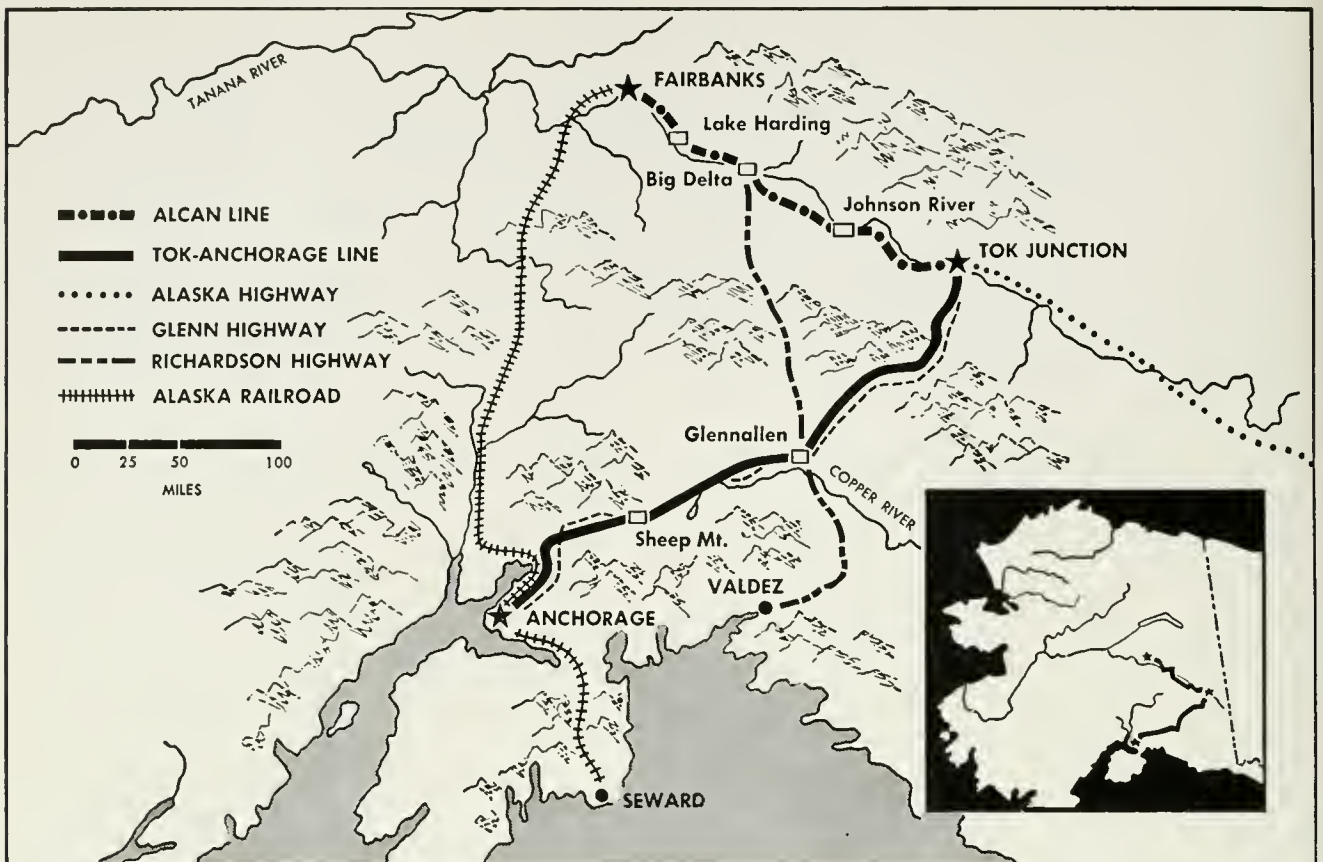 TANANA RIVER
FAIRBANKS
Lake Harding
Big Delta
Johnson River
TOK JUNCTION
ALCAN LINE
TOK-ANCHORAGE LINE
ALASKA HIGHWAY
GLENN HIGHWAY
RICHARDSON HIGHWAY
ALASKA RAILROAD
0 25 50 100
MILES
Glennallen
COPPER RIVER
Sheep Mt.
VALDEZ
ANCHORAGE
SEWARD